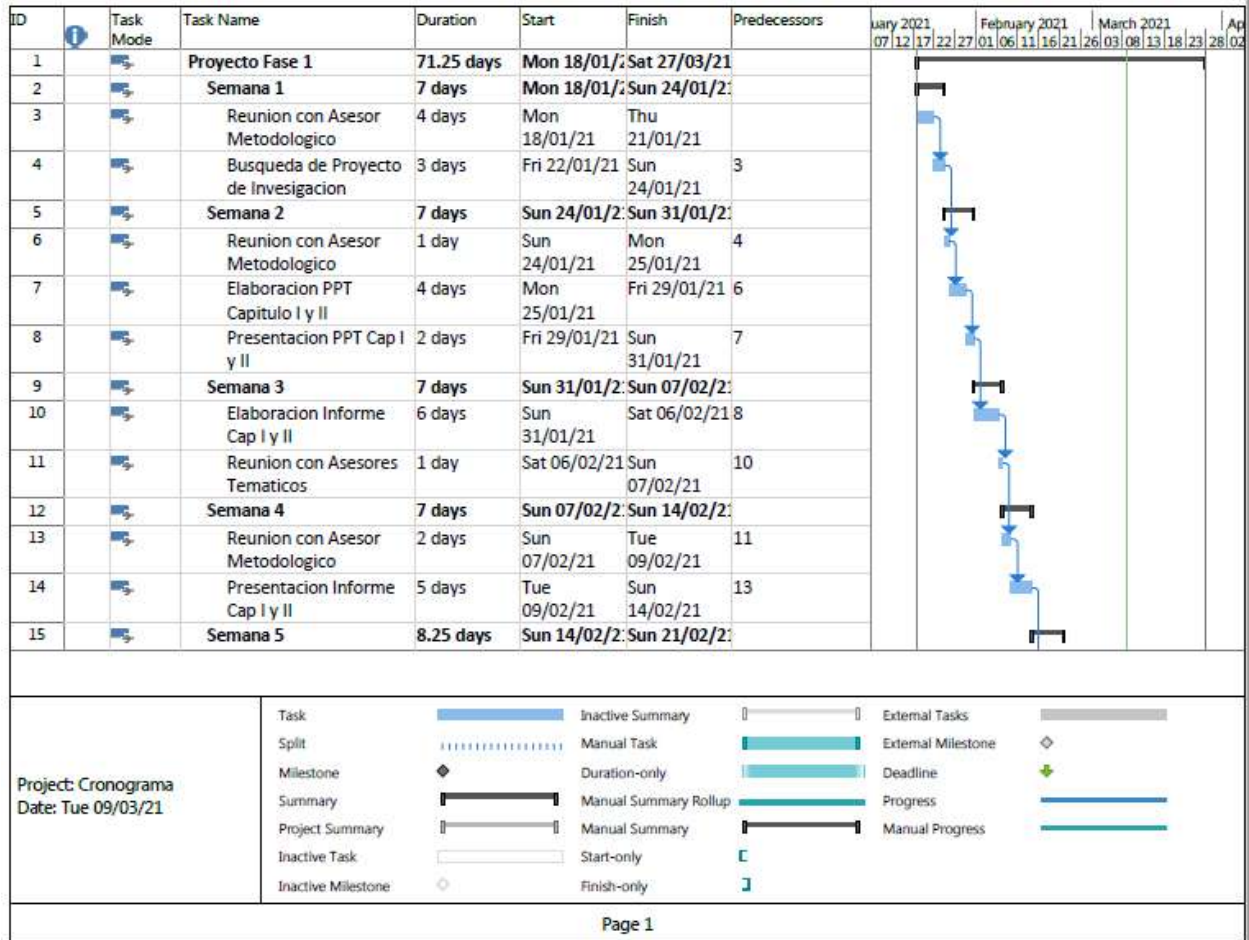 ID Task Mode Task Name Duration Start Finish Predecessors
uary 2021 February 2021 March 2021 Ap
07 12 17 22 27 01 06 11 16 21 26 03 08 13 18 23 28 02
1 Proyecto Fase 1 71.25 days Mon 18/01/2 Sat 27/03/21
2 Semana 1 7 days Mon 18/01/2 Sun 24/01/21
3 Reunion con Asesor Metodologico 4 days Mon 18/01/21 Thu 21/01/21
4 Busqueda de Proyecto de Invesigacion 3 days Fri 22/01/21 Sun 24/01/21 3
5 Semana 2 7 days Sun 24/01/2 Sun 31/01/21
6 Reunion con Asesor Metodologico 1 day Sun 24/01/21 Mon 25/01/21 4
7 Elaboracion PPT Capitulo I y II 4 days Mon 25/01/21 Fri 29/01/21 6
8 Presentacion PPT Cap I y II 2 days Fri 29/01/21 Sun 31/01/21 7
9 Semana 3 7 days Sun 31/01/2 Sun 07/02/21
10 Elaboracion Informe Cap I y II 6 days Sun 31/01/21 Sat 06/02/21 8
11 Reunion con Asesores Tematicos 1 day Sat 06/02/21 Sun 07/02/21 10
12 Semana 4 7 days Sun 07/02/2 Sun 14/02/21
13 Reunion con Asesor Metodologico 2 days Sun 07/02/21 Tue 09/02/21 11
14 Presentacion Informe Cap I y II 5 days Tue 09/02/21 Sun 14/02/21 13
15 Semana 5 8.25 days Sun 14/02/2 Sun 21/02/21
Project: Cronograma
Date: Tue 09/03/21
Task Inactive Summary External Tasks
Split Manual Task External Milestone
Milestone Duration-only Deadline
Summary Manual Summary Rollup Progress
Project Summary Manual Summary Manual Progress
Inactive Task Start-only
Inactive Milestone Finish-only
Page 1